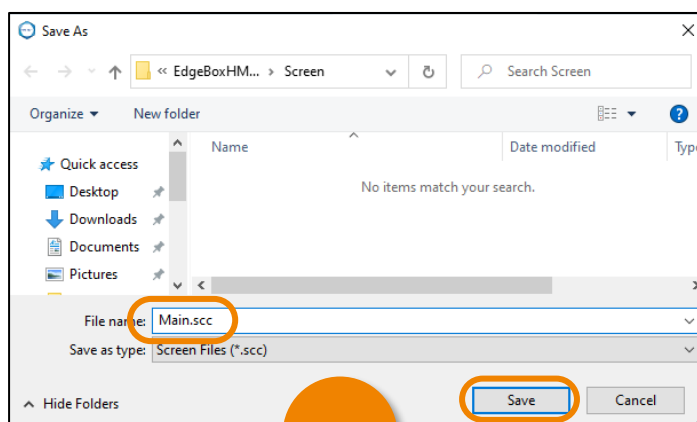 Save As
« EdgeBoxHM... > Screen
Search Screen
Organize
New folder
?
Name
Date modified
Quick access
No items match your search.
Desktop
Downloads
Documents
Pictures
File name: Main.scc
Save as type: Screen Files (*.scc)
Hide Folders
Save
Cancel